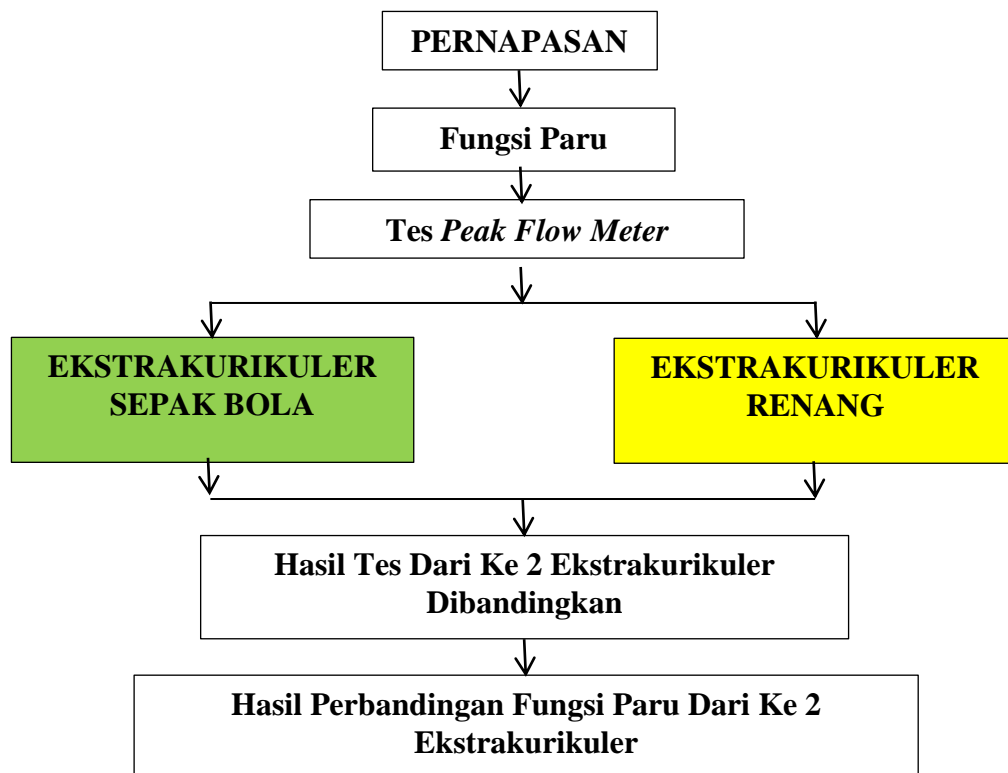 PERNAPASAN
Fungsi Paru
Tes Peak Flow Meter
EKSTRAKURIKULER
SEPAK BOLA
EKSTRAKURIKULER
RENANG
Hasil Tes Dari Ke 2 Ekstrakurikuler
Dibandingkan
Hasil Perbandingan Fungsi Paru Dari Ke 2
Ekstrakurikuler